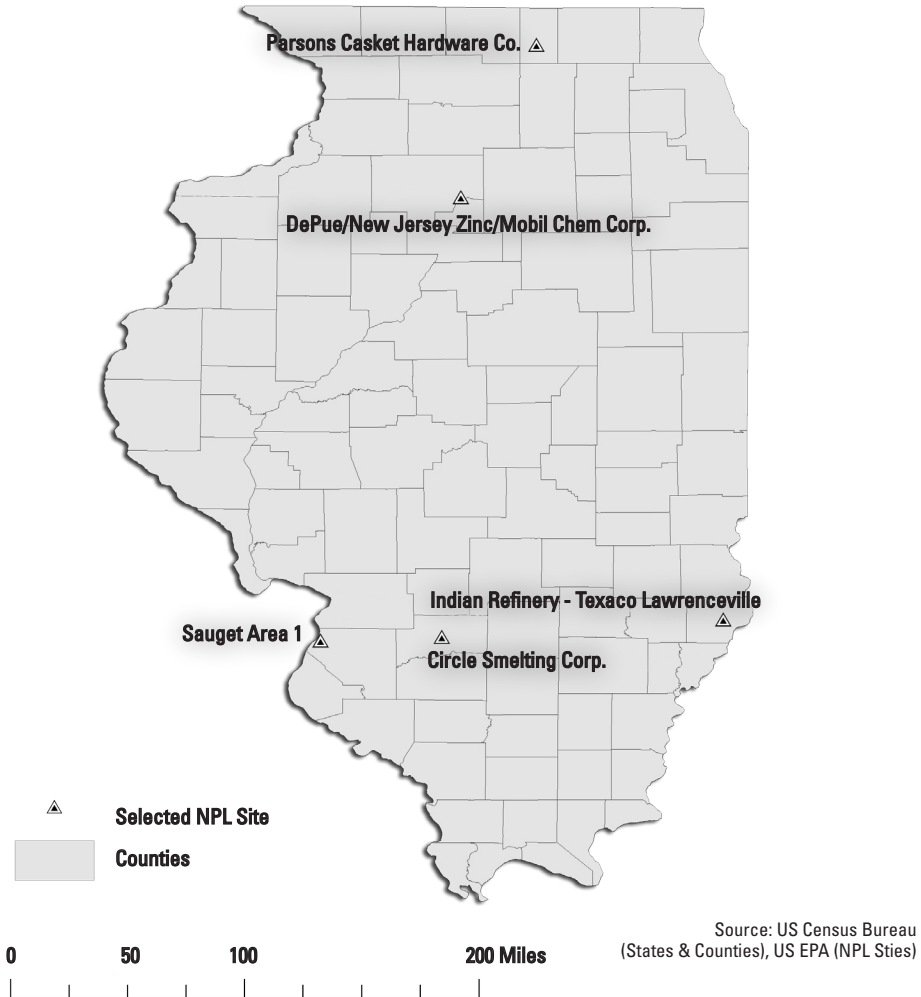 Parsons Casket Hardware Co.
DePue/New Jersey Zinc/Mobil Chem Corp.
Indian Refinery - Texaco Lawrenceville
Sauget Area 1
Circle Smelting Corp.
Selected NPL Site
Counties
0 50 100 200 Miles
Source: US Census Bureau
(States & Counties), US EPA (NPL Sties)